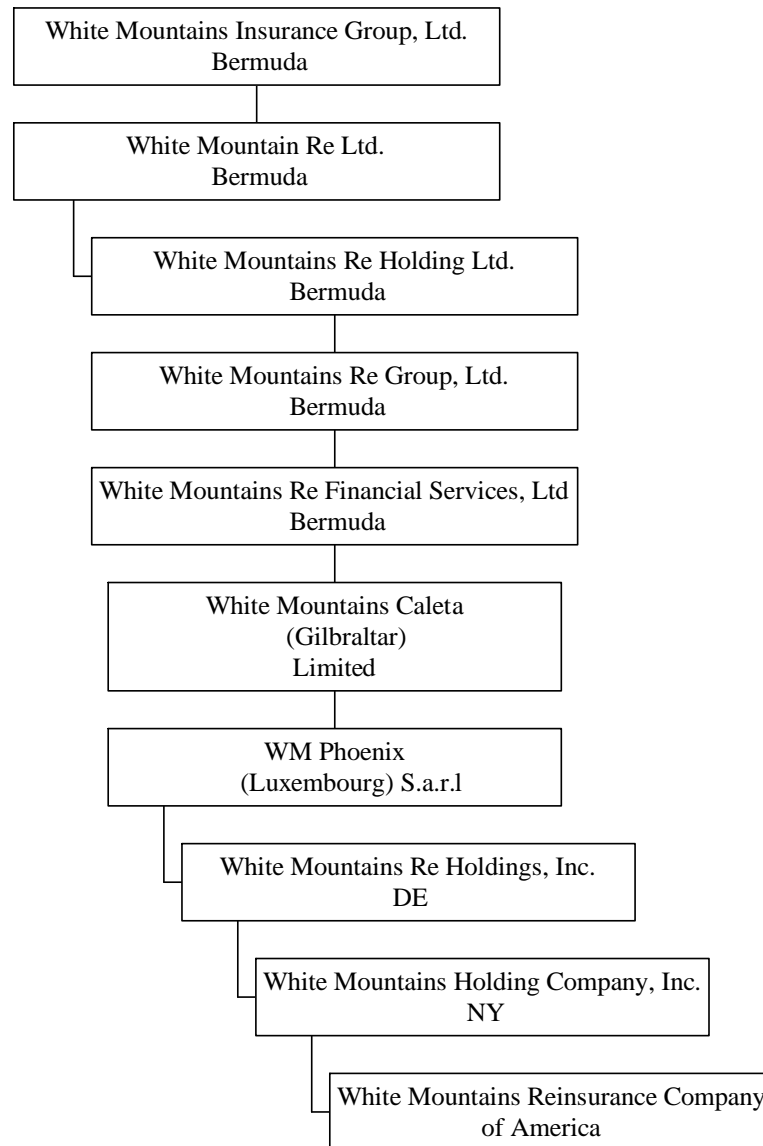 White Mountains Insurance Group, Ltd.
Bermuda
White Mountain Re Ltd.
Bermuda
White Mountains Re Holding Ltd.
Bermuda
White Mountains Re Group, Ltd.
Bermuda
White Mountains Re Financial Services, Ltd
Bermuda
White Mountains Caleta
(Gilbraltar)
Limited
WM Phoenix
(Luxembourg) S.a.r.l
White Mountains Re Holdings, Inc.
DE
White Mountains Holding Company, Inc.
NY
White Mountains Reinsurance Company
of America